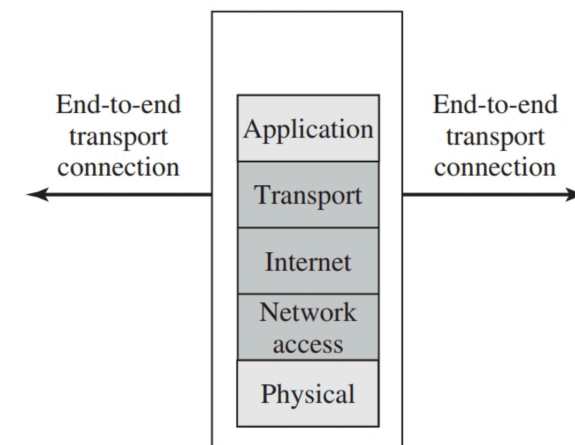 End-to-end
transport
connection
Application
Transport
Internet
Network
access
Physical
End-to-end
transport
connection